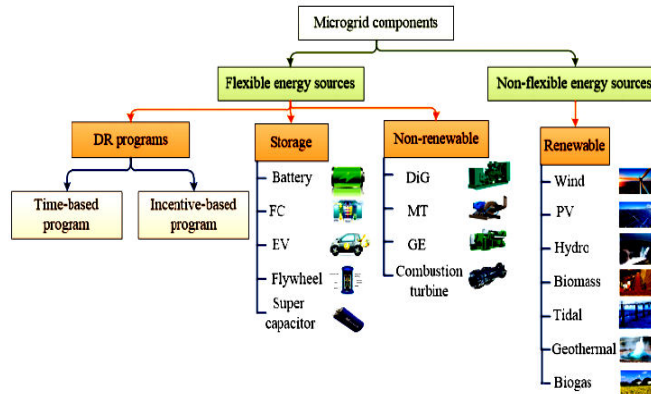 Microgrid components
Flexible energy sources
Non-flexible energy sources
DR programs
Storage
Non-renewable
Renewable
Time-based
program
Incentive-based
program
Battery
FC
EV
Flywheel
Super
capacitor
DiG
MT
GE
Combustion
turbine
Wind
PV
Hydro
Biomass
Tidal
Geothermal
Biogas